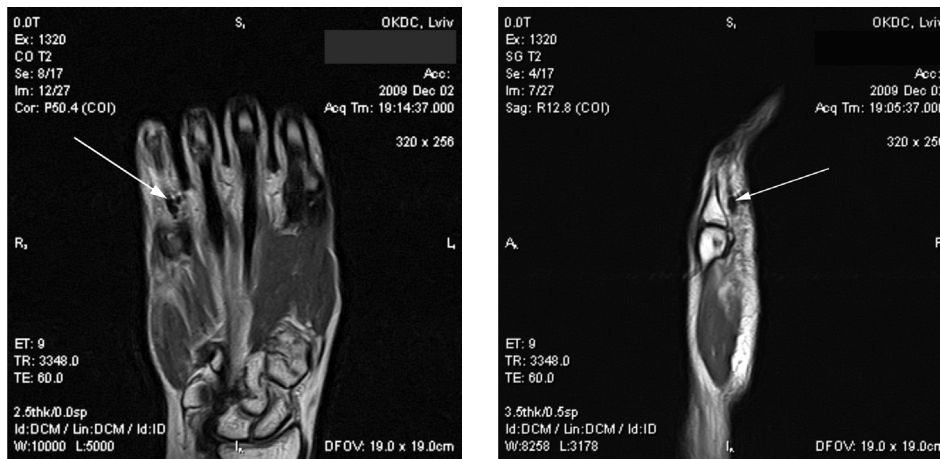 0.0T
Ex: 1320
CO T2
Se: 8/17
Im: 12/27
Cor: P50.4 (COI)
S
OKDC, Lviv
Acc:
2009 Dec 02
Acq Tm: 19:14:37.000
320 x 256
R
L
ET: 9
TR: 3348.0
TE: 60.0
2.5thk/0.0sp
Id:DCM / Lin:DCM / Id:ID
W:10000 L:5000
I
DFOV: 19.0 x 19.0cm
0.0T
Ex: 1320
SG T2
Se: 4/17
Im: 7/27
Sag: R12.8 (COI)
S
OKDC, Lviv
Acc:
2009 Dec 02
Acq Tm: 19:05:37.000
320 x 256
A
P
ET: 9
TR: 3348.0
TE: 60.0
3.5thk/0.5sp
Id:DCM / Lin:DCM / Id:ID
W:8258 L:3178
I
DFOV: 19.0 x 19.0cm